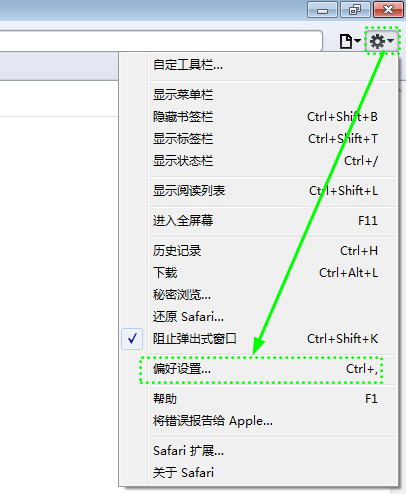 自定工具栏...
显示菜单栏
隐藏书签栏 Ctrl+Shift+B
显示标签栏 Ctrl+Shift+T
显示状态栏 Ctrl+/
显示阅读列表 Ctrl+Shift+L
进入全屏幕 F11
历史记录 Ctrl+H
下载 Ctrl+Alt+L
秘密浏览...
还原 Safari...
阻止弹出式窗口 Ctrl+Shift+K
偏好设置... Ctrl+,
帮助 F1
将错误报告给 Apple...
Safari 扩展...
关于 Safari